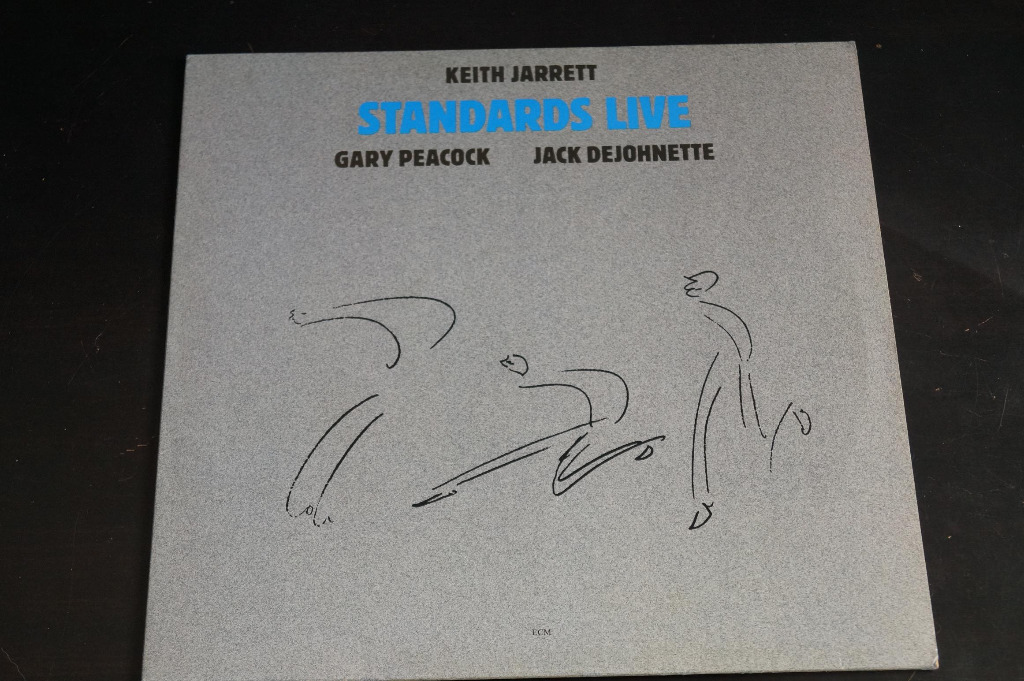 KEITH JARRETT
STANDARDS LIVE
GARY PEACOCK JACK DEJOHNETTE
ECM